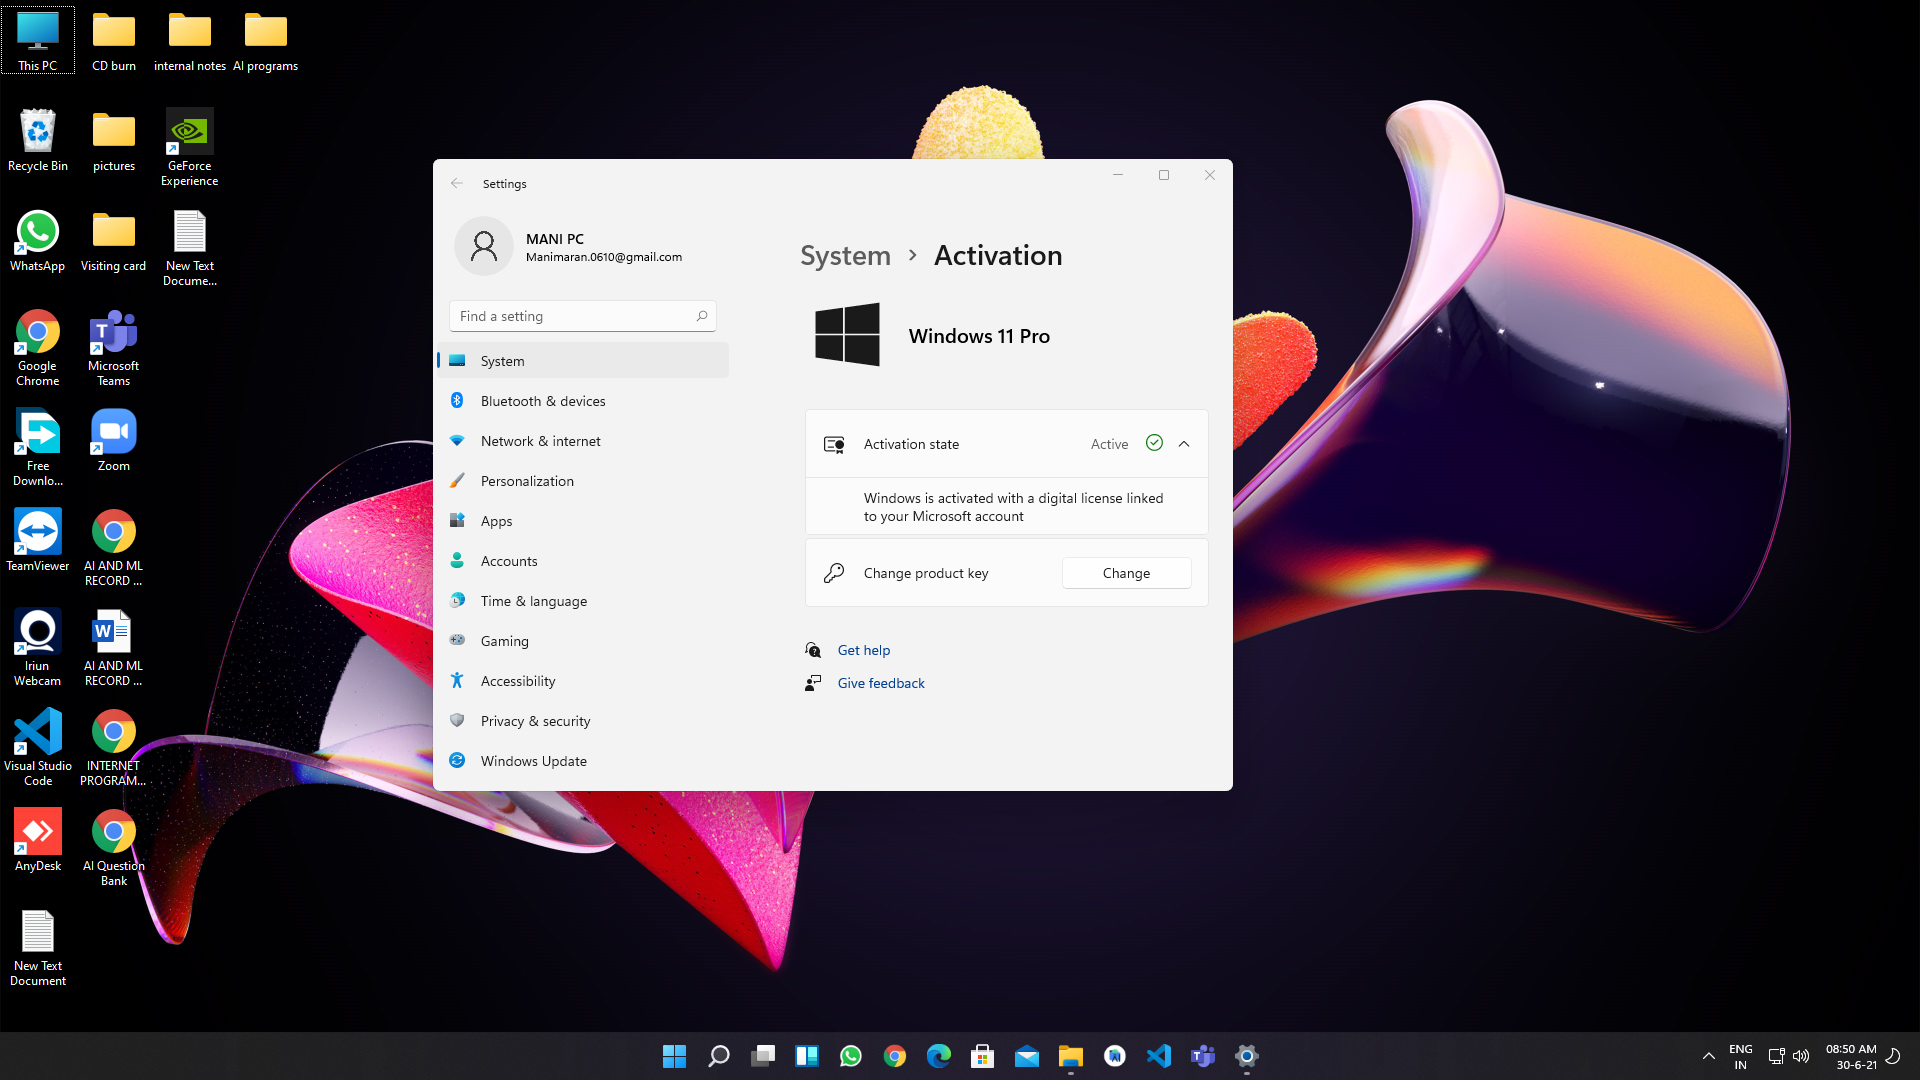 This PC
CD burn
internal notes
AI programs
Recycle Bin
pictures
GeForce
Experience
WhatsApp
Visiting card
New Text
Docume...
Google
Chrome
Microsoft
Teams
Free
Downlo...
Zoom
TeamViewer
AI AND ML
RECORD ...
Iriun
Webcam
AI AND ML
RECORD ...
Visual Studio
Code
INTERNET
PROGRAM...
AnyDesk
AI Question
Bank
New Text
Document
Settings
MANI PC
Manimaran.0610@gmail.com
Find a setting
System
Bluetooth & devices
Network & internet
Personalization
Apps
Accounts
Time & language
Gaming
Accessibility
Privacy & security
Windows Update
System › Activation
Windows 11 Pro
Activation state
Active
Windows is activated with a digital license linked
to your Microsoft account
Change product key
Change
Get help
Give feedback
ENG
IN
08:50 AM
30-6-21